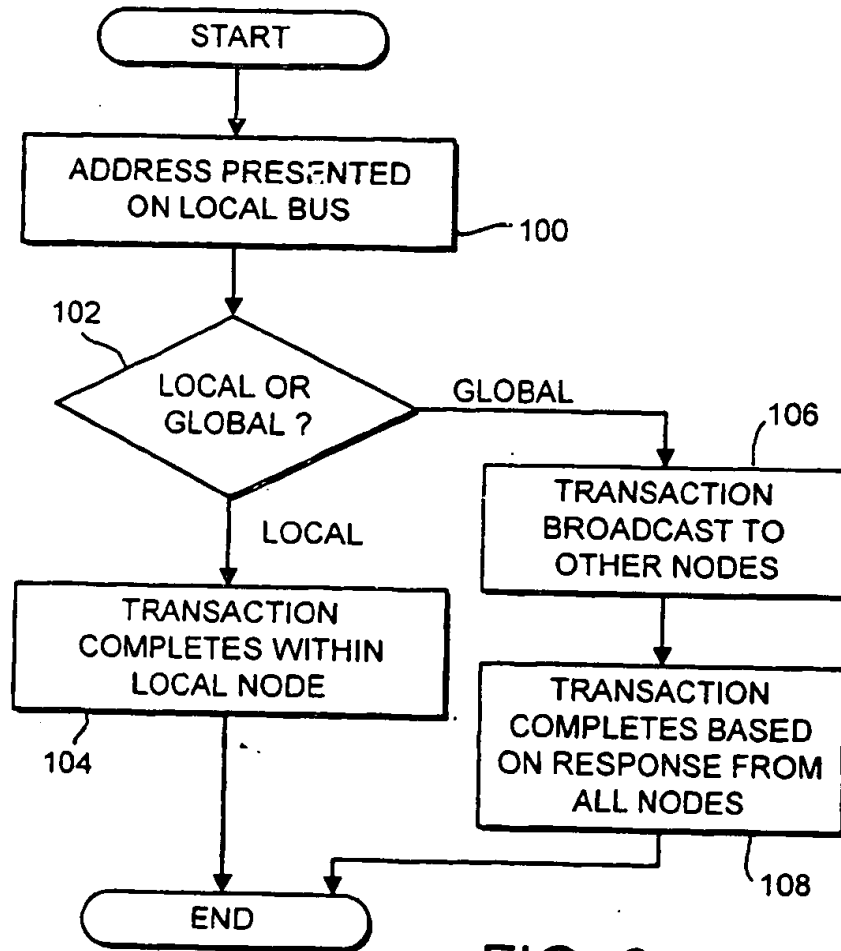 START
ADDRESS PRESENTED
ON LOCAL BUS
100
102
LOCAL OR
GLOBAL ?
GLOBAL
106
TRANSACTION
BROADCAST TO
OTHER NODES
LOCAL
TRANSACTION
COMPLETES WITHIN
LOCAL NODE
104
TRANSACTION
COMPLETES BASED
ON RESPONSE FROM
ALL NODES
108
END